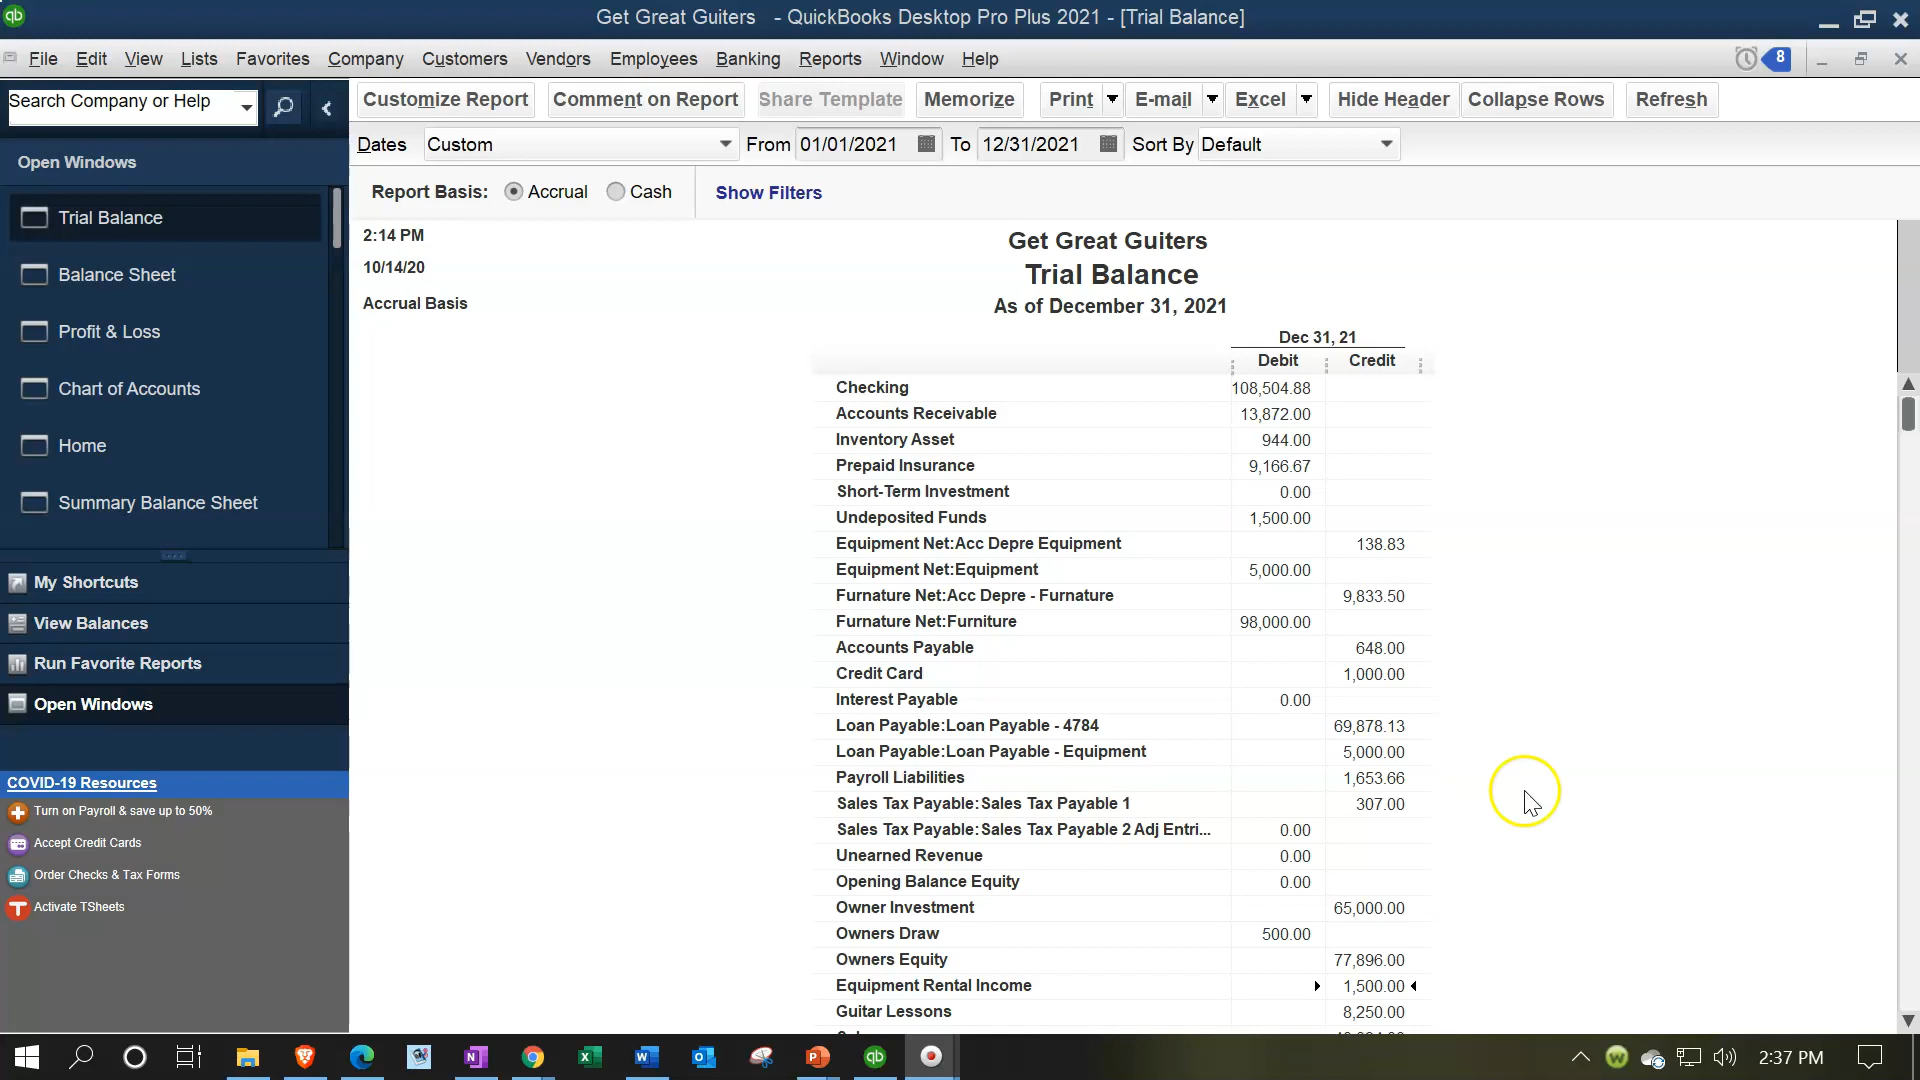 Get Great Guiters - QuickBooks Desktop Pro Plus 2021 - [Trial Balance]
File Edit View Lists Favorites Company Customers Vendors Employees Banking Reports Window Help 8
Search Company or Help
Customize Report Comment on Report Share Template Memorize Print E-mail Excel Hide Header Collapse Rows Refresh
Dates Custom From 01/01/2021 To 12/31/2021 Sort By Default
Report Basis: Accrual Cash Show Filters
Open Windows
Trial Balance
Balance Sheet
Profit & Loss
Chart of Accounts
Home
Summary Balance Sheet
My Shortcuts
View Balances
Run Favorite Reports
Open Windows
COVID-19 Resources
Turn on Payroll & save up to 50%
Accept Credit Cards
Order Checks & Tax Forms
Activate TSheets
2:14 PM
10/14/20
Accrual Basis
Get Great Guiters
Trial Balance
As of December 31, 2021
Dec 31, 21
Debit Credit
Checking 108,504.88
Accounts Receivable 13,872.00
Inventory Asset 944.00
Prepaid Insurance 9,166.67
Short-Term Investment 0.00
Undeposited Funds 1,500.00
Equipment Net:Acc Depre Equipment 138.83
Equipment Net:Equipment 5,000.00
Furnature Net:Acc Depre - Furnature 9,833.50
Furnature Net:Furniture 98,000.00
Accounts Payable 648.00
Credit Card 1,000.00
Interest Payable 0.00
Loan Payable:Loan Payable - 4784 69,878.13
Loan Payable:Loan Payable - Equipment 5,000.00
Payroll Liabilities 1,653.66
Sales Tax Payable:Sales Tax Payable 1 307.00
Sales Tax Payable:Sales Tax Payable 2 Adj Entri... 0.00
Unearned Revenue 0.00
Opening Balance Equity 0.00
Owner Investment 65,000.00
Owners Draw 500.00
Owners Equity 77,896.00
Equipment Rental Income 1,500.00
Guitar Lessons 8,250.00
2:37 PM